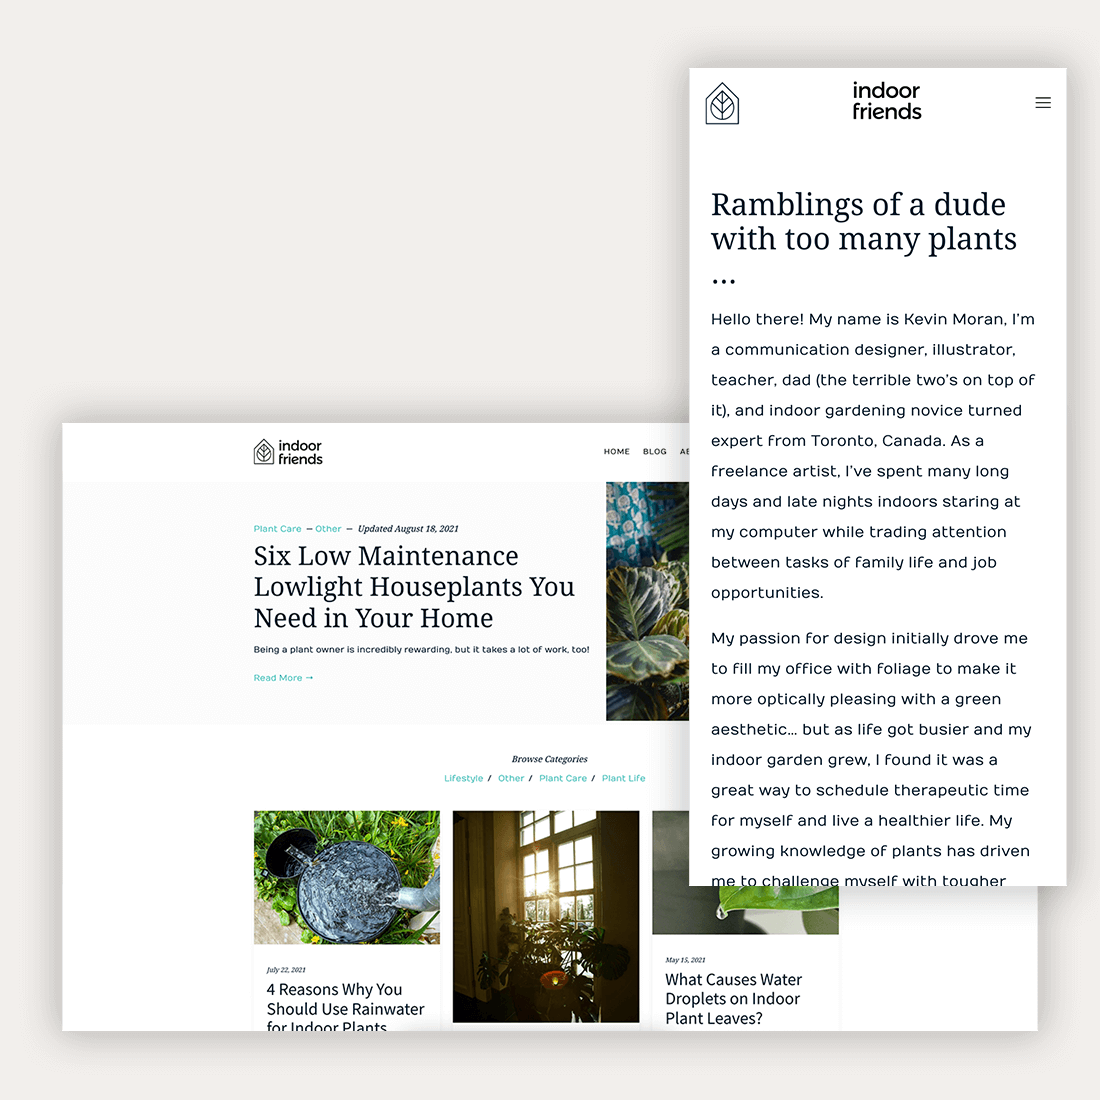 indoor
friends
Ramblings of a dude
with too many plants
...
Hello there! My name is Kevin Moran, I'm
a communication designer, illustrator,
teacher, dad (the terrible two's on top of
it), and indoor gardening novice turned
expert from Toronto, Canada. As a
freelance artist, I've spent many long
days and late nights indoors staring at
my computer while trading attention
between tasks of family life and job
opportunities.
My passion for design initially drove me
to fill my office with foliage to make it
more optically pleasing with a green
aesthetic... but as life got busier and my
indoor garden grew, I found it was a
great way to schedule therapeutic time
for myself and live a healthier life. My
growing knowledge of plants has driven
me to challenge myself with tougher
indoor
friends
HOME BLOG
Plant Care — Other — Updated August 18, 2021
Six Low Maintenance
Lowlight Houseplants You
Need in Your Home
Being a plant owner is incredibly rewarding, but it takes a lot of work, too!
Read More →
Browse Categories
Lifestyle / Other / Plant Care / Plant Life
July 22, 2021
4 Reasons Why You
Should Use Rainwater
for Indoor Plants
May 15, 2021
What Causes Water
Droplets on Indoor
Plant Leaves?